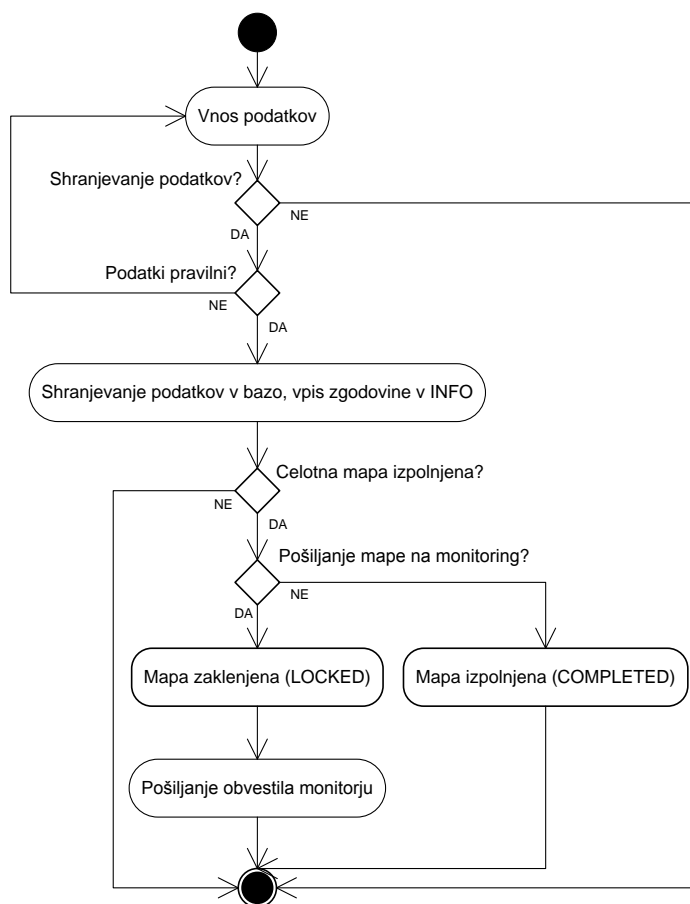 Vnos podatkov
Shranjevanje podatkov?
NE
DA
Podatki pravilni?
NE
DA
Shranjevanje podatkov v bazo, vpis zgodovine v INFO
Celotna mapa izpolnjena?
NE
DA
Pošiljanje mape na monitoring?
NE
DA
Mapa zaklenjena (LOCKED)
Mapa izpolnjena (COMPLETED)
Pošiljanje obvestila monitorju